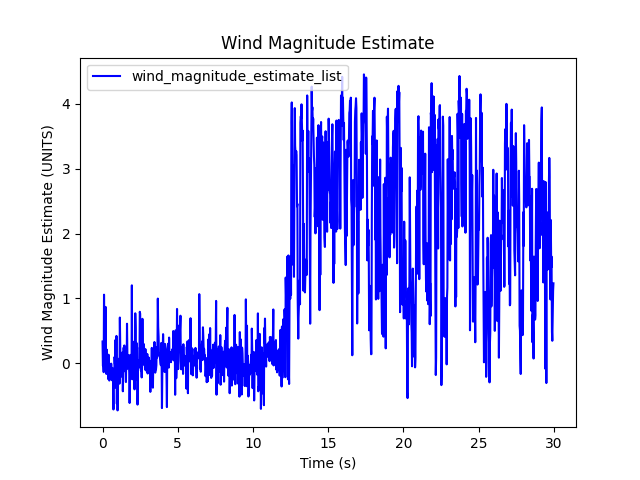 Wind Magnitude Estimate
wind_magnitude_estimate_list
Wind Magnitude Estimate (UNITS)
4
3
2
1
0
0 5 10 15 20 25 30
Time (s)